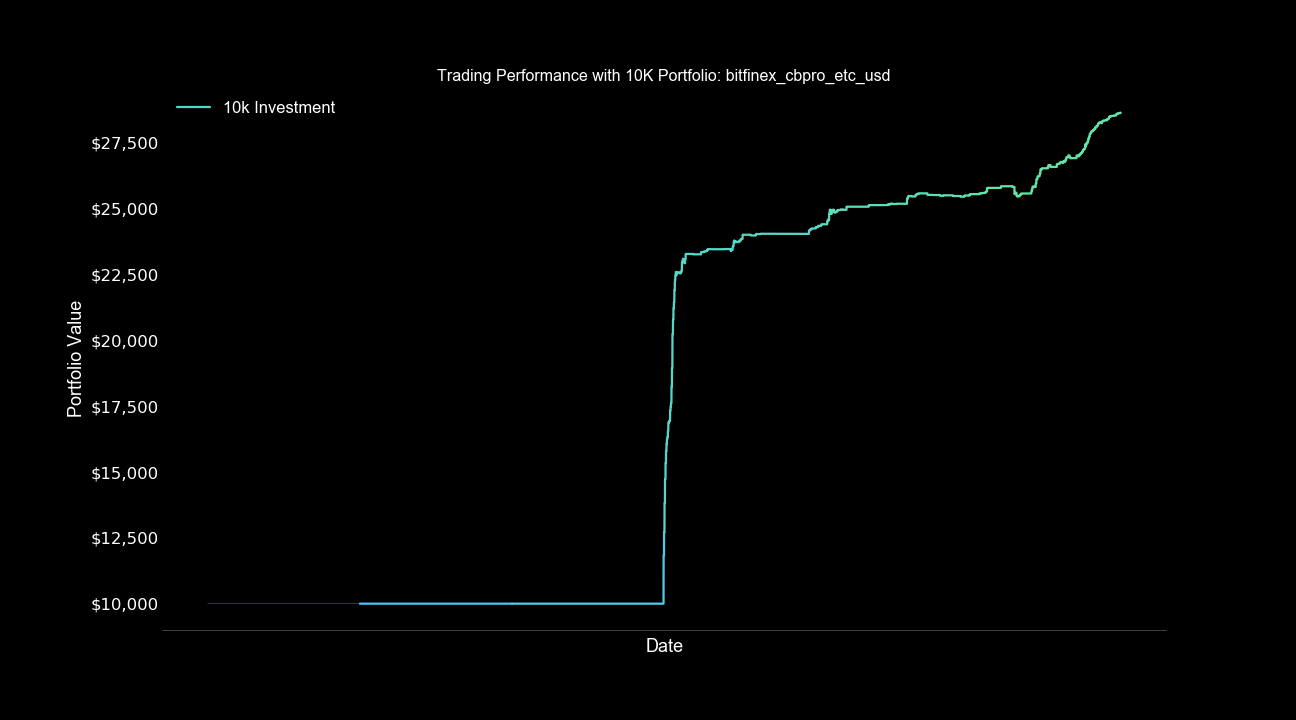 Trading Performance with 10K Portfolio: bitfinex_cbpro_etc_usd
10k Investment
$27,500
$25,000
$22,500
$20,000
$17,500
$15,000
$12,500
$10,000
Portfolio Value
Date